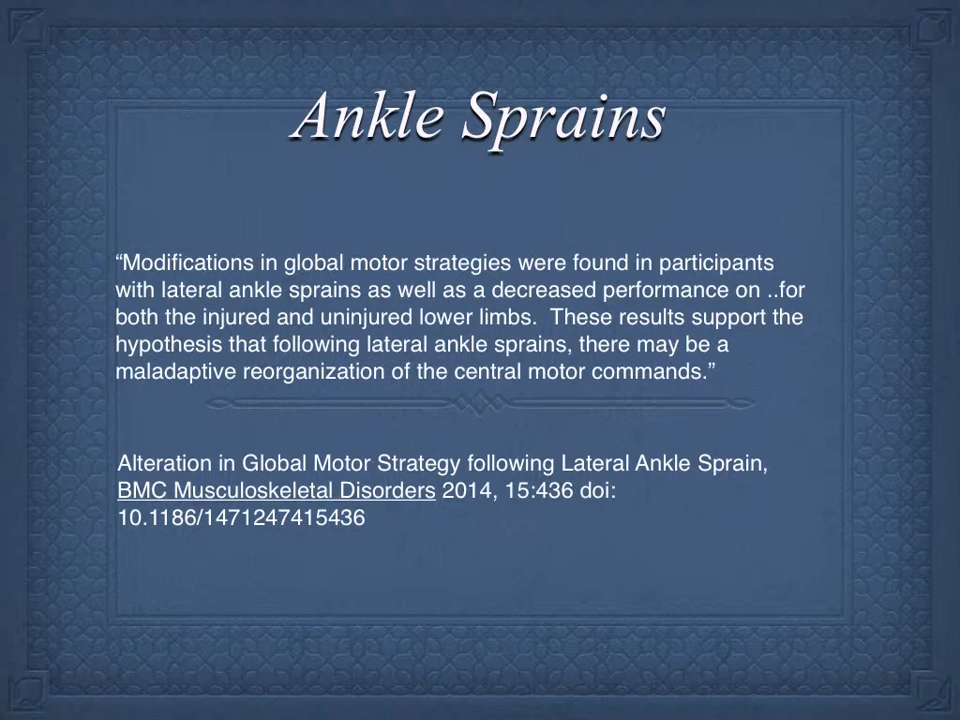 Ankle Sprains
“Modifications in global motor strategies were found in participants
with lateral ankle sprains as well as a decreased performance on ..for
both the injured and uninjured lower limbs.  These results support the
hypothesis that following lateral ankle sprains, there may be a
maladaptive reorganization of the central motor commands.”
Alteration in Global Motor Strategy following Lateral Ankle Sprain,
BMC Musculoskeletal Disorders 2014, 15:436 doi:
10.1186/1471247415436